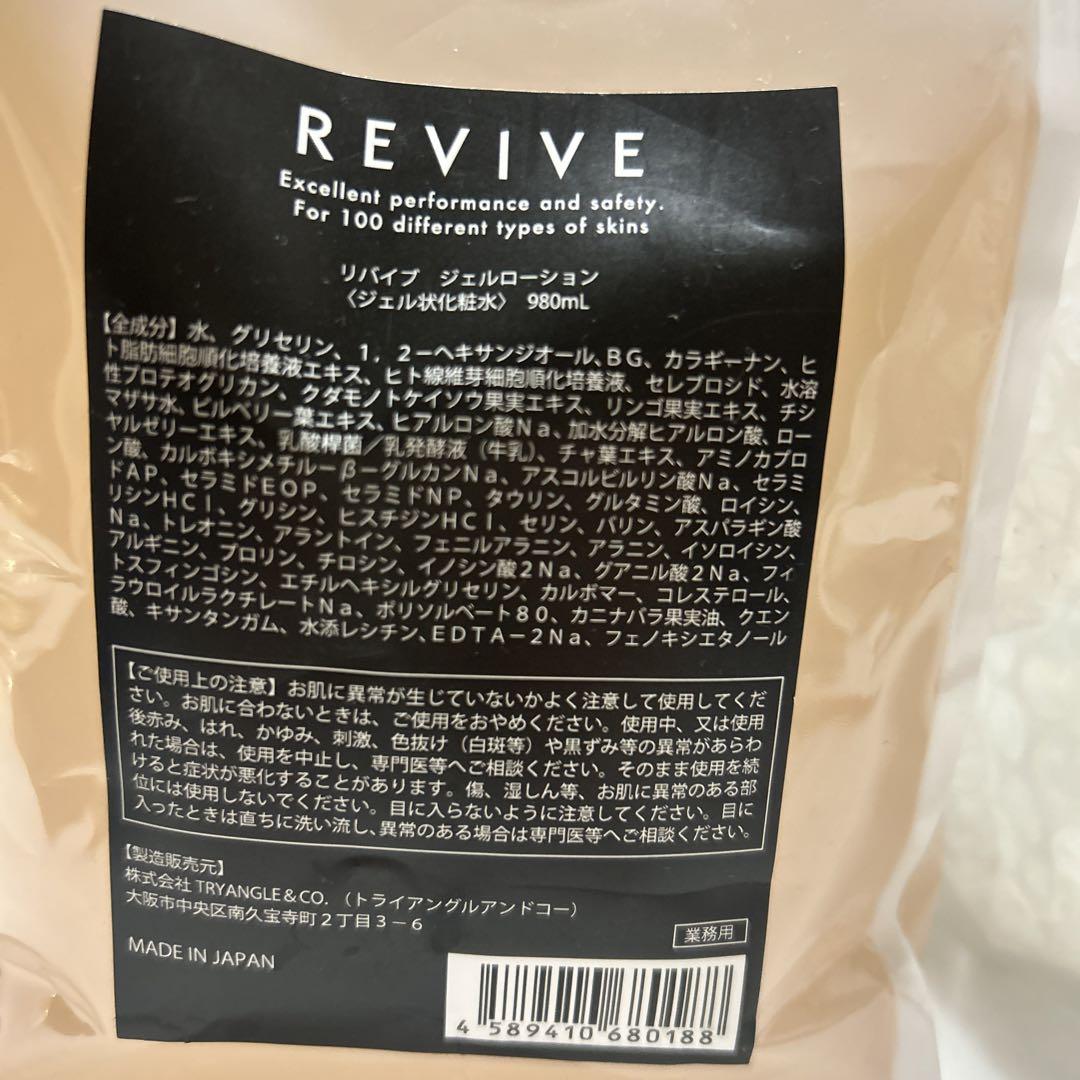 REVIVE
Excellent performance and safety.
For 100 different types of skins
リバイブ　ジェルローション
〈ジェル状化粧水〉　980mL
【全成分】水、グリセリン、1，2－ヘキサンジオール、BG、カラギーナン、ヒ
ト脂肪細胞順化培養液エキス、ヒト線維芽細胞順化培養液、セレブロシド、水溶
性プロテオグリカン、クダモノトケイソウ果実エキス、リンゴ果実エキス、チシ
マザサ水、ビルベリー葉エキス、ヒアルロン酸Na、加水分解ヒアルロン酸、ロー
ヤルゼリーエキス、乳酸桿菌／乳発酵液（牛乳）、チャ葉エキス、アミノカプロ
ン酸、カルボキシメチル－β－グルカンNa、アスコルビルリン酸Na、セラミ
ドAP、セラミドEOP、セラミドNP、タウリン、グルタミン酸、ロイシン、
リシンHCl、グリシン、ヒスチジンHCl、セリン、バリン、アスパラギン酸
Na、トレオニン、アラントイン、フェニルアラニン、アラニン、イソロイシン、
アルギニン、プロリン、チロシン、イノシン酸2Na、グアニル酸2Na、フィ
トスフィンゴシン、エチルヘキシルグリセリン、カルボマー、コレステロール、
ラウロイルラクチレートNa、ポリソルベート80、カニナバラ果実油、クエン
酸、キサンタンガム、水添レシチン、EDTA－2Na、フェノキシエタノール
【ご使用上の注意】お肌に異常が生じていないかよく注意して使用してくだ
さい。お肌に合わないときは、ご使用をおやめください。使用中、又は使用
後赤み、はれ、かゆみ、刺激、色抜け（白斑等）や黒ずみ等の異常があらわ
れた場合は、使用を中止し、専門医等へご相談ください。そのまま使用を続
けると症状が悪化することがあります。傷、湿しん等、お肌に異常のある部
位には使用しないでください。目に入らないように注意してください。目に
入ったときは直ちに洗い流し、異常のある場合は専門医等へご相談ください。
【製造販売元】
株式会社 TRYANGLE&CO.（トライアングルアンドコー）
大阪市中央区南久宝寺町2丁目3－6
業務用
MADE IN JAPAN
4 589410 680188